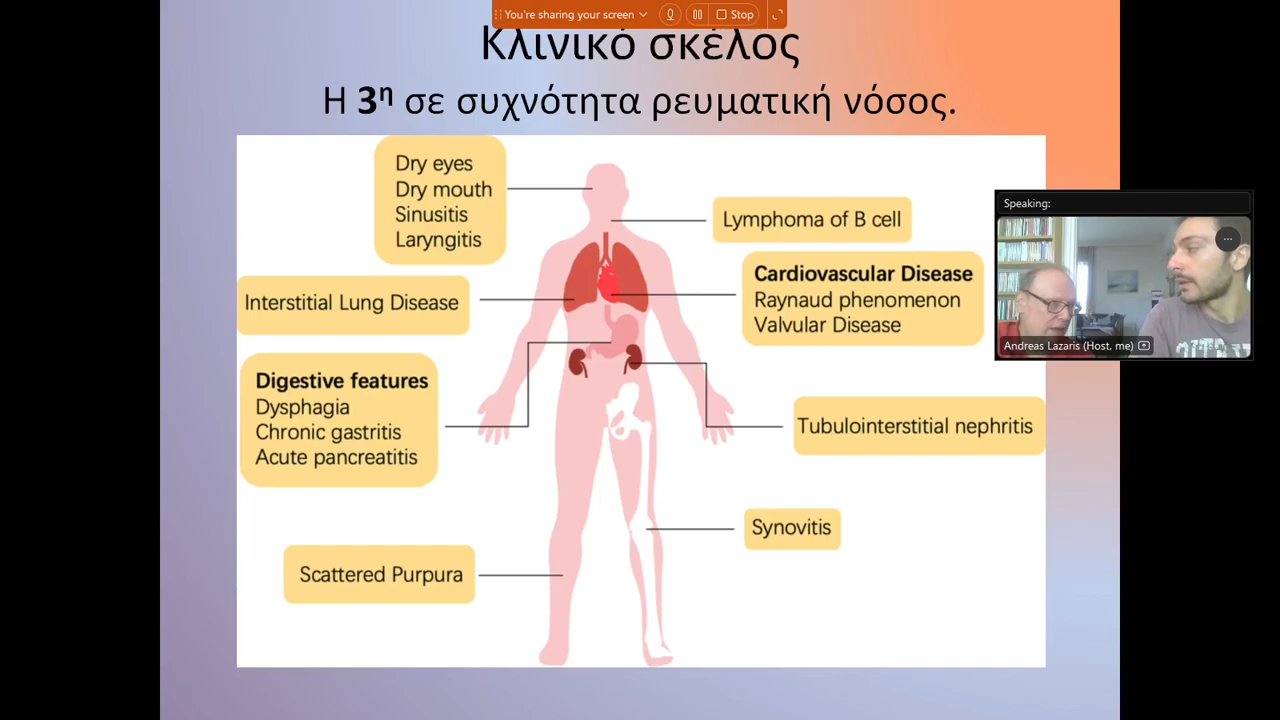 You're sharing your screen
Stop
Κλινικό σκέλος
Η 3η σε συχνότητα ρευματική νόσος.
Dry eyes
Dry mouth
Sinusitis
Laryngitis
Lymphoma of B cell
Cardiovascular Disease
Raynaud phenomenon
Valvular Disease
Interstitial Lung Disease
Digestive features
Dysphagia
Chronic gastritis
Acute pancreatitis
Tubulointerstitial nephritis
Synovitis
Scattered Purpura
Speaking:
Andreas Lazaris (Host, me)